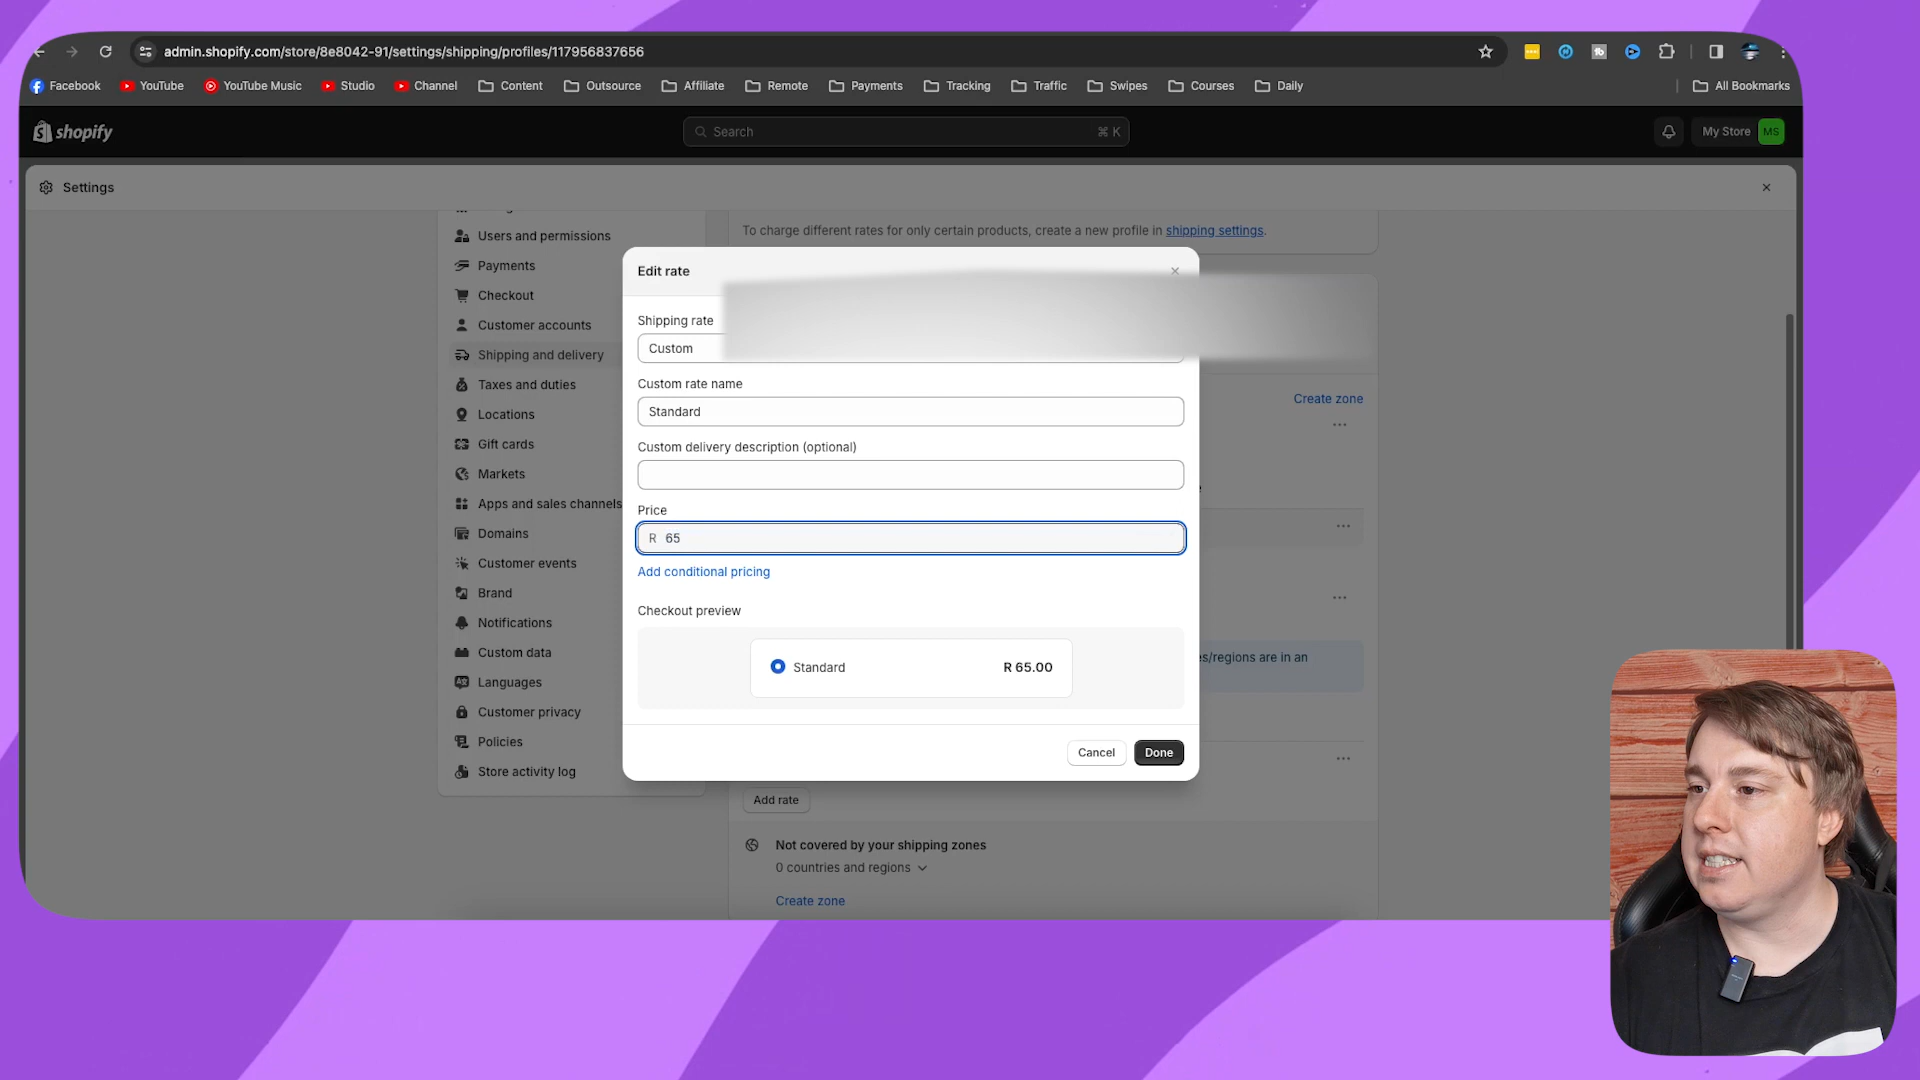 admin.shopify.com/store/8e8042-91/settings/shipping/profiles/117956837656
Facebook YouTube YouTube Music Studio Channel Content Outsource Affiliate Remote Payments Tracking Traffic Swipes Courses Daily All Bookmarks
shopify Search ⌘ K My Store MS
Settings
Users and permissions
Payments
Checkout
Customer accounts
Shipping and delivery
Taxes and duties
Locations
Gift cards
Markets
Apps and sales channels
Domains
Customer events
Brand
Notifications
Custom data
Languages
Customer privacy
Policies
Store activity log
To charge different rates for only certain products, create a new profile in shipping settings.
Edit rate
Shipping rate
Custom
Custom rate name
Standard
Custom delivery description (optional)
Price
R 65
Add conditional pricing
Checkout preview
Standard R 65.00
Cancel Done
Create zone
s/regions are in an
Add rate
Not covered by your shipping zones
0 countries and regions
Create zone